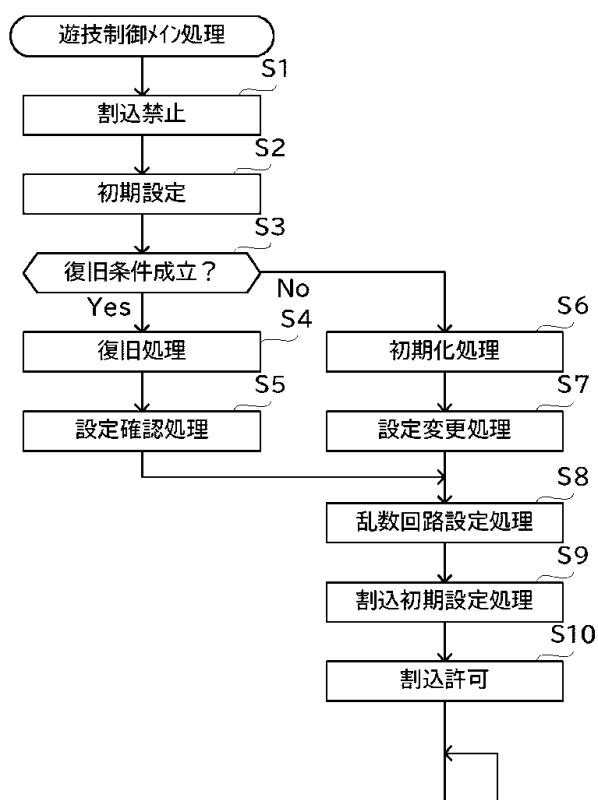 遊技制御メイン処理
S1
割込禁止
S2
初期設定
S3
復旧条件成立？
Yes
No
S4
復旧処理
S5
設定確認処理
S6
初期化処理
S7
設定変更処理
S8
乱数回路設定処理
S9
割込初期設定処理
S10
割込許可